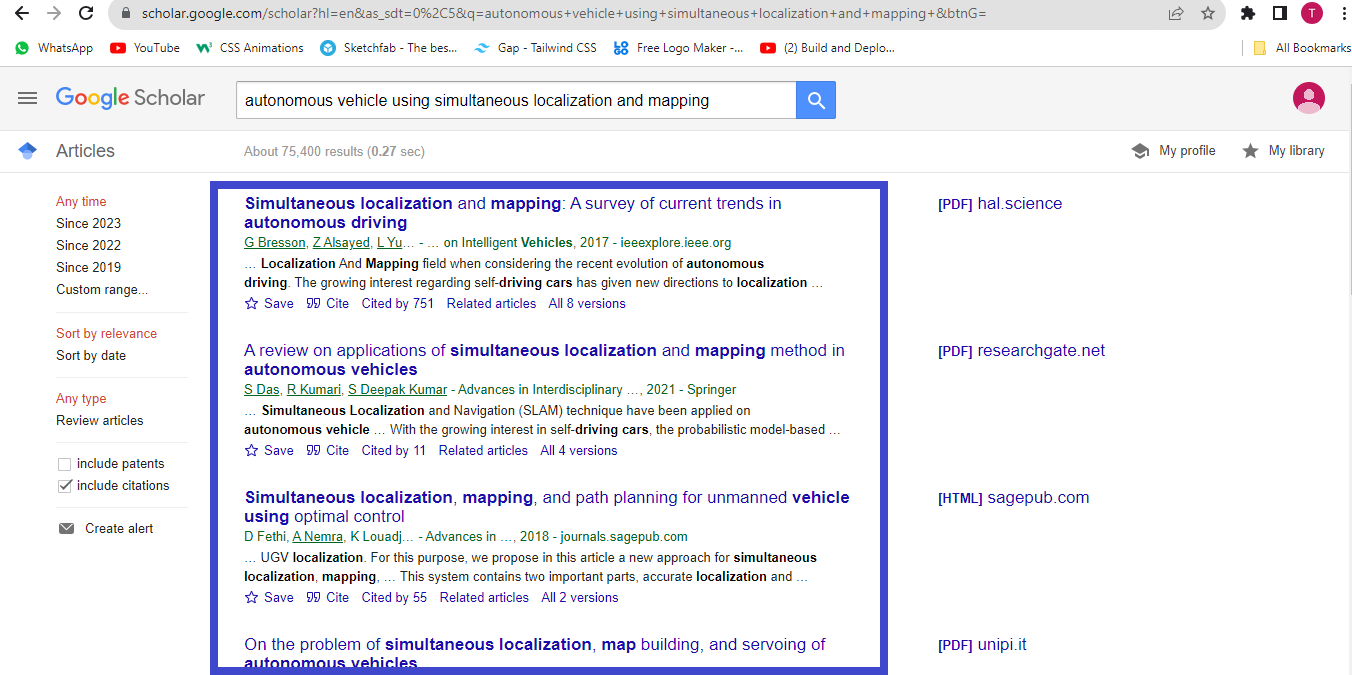 scholar.google.com/scholar?hl=en&as_sdt=0%2C5&q=autonomous+vehicle+using+simultaneous+localization+and+mapping+&btnG=
T
WhatsApp YouTube CSS Animations Sketchfab - The bes... Gap - Tailwind CSS Free Logo Maker -... (2) Build and Deplo... All Bookmarks
Google Scholar
autonomous vehicle using simultaneous localization and mapping
Articles
About 75,400 results (0.27 sec)
My profile My library
Any time
Since 2023
Since 2022
Since 2019
Custom range...
Sort by relevance
Sort by date
Any type
Review articles
include patents
include citations
Create alert
Simultaneous localization and mapping: A survey of current trends in
autonomous driving
G Bresson, Z Alsayed, L Yu... - ... on Intelligent Vehicles, 2017 - ieeexplore.ieee.org
... Localization And Mapping field when considering the recent evolution of autonomous
driving. The growing interest regarding self-driving cars has given new directions to localization ...
Save Cite Cited by 751 Related articles All 8 versions
[PDF] hal.science
A review on applications of simultaneous localization and mapping method in
autonomous vehicles
S Das, R Kumari, S Deepak Kumar - Advances in Interdisciplinary ..., 2021 - Springer
... Simultaneous Localization and Navigation (SLAM) technique have been applied on
autonomous vehicle ... With the growing interest in self-driving cars, the probabilistic model-based ...
Save Cite Cited by 11 Related articles All 4 versions
[PDF] researchgate.net
Simultaneous localization, mapping, and path planning for unmanned vehicle
using optimal control
D Fethi, A Nemra, K Louadj... - Advances in ..., 2018 - journals.sagepub.com
... UGV localization. For this purpose, we propose in this article a new approach for simultaneous
localization, mapping, ... This system contains two important parts, accurate localization and ...
Save Cite Cited by 55 Related articles All 2 versions
[HTML] sagepub.com
On the problem of simultaneous localization, map building, and servoing of
autonomous vehicles
[PDF] unipi.it